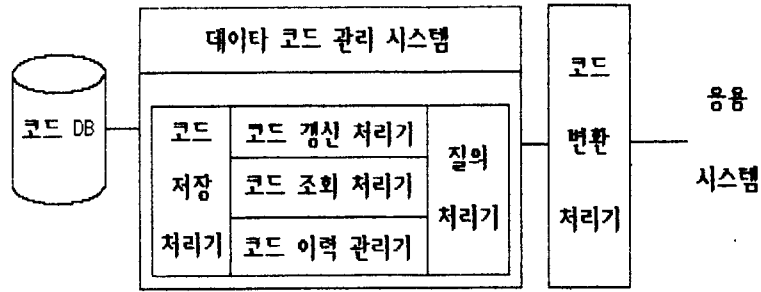 데이타 코드 관리 시스템
코드 DB
코드
저장
처리기
코드 갱신 처리기
코드 조회 처리기
코드 이력 관리기
질의
처리기
코드
변환
처리기
응용
시스템